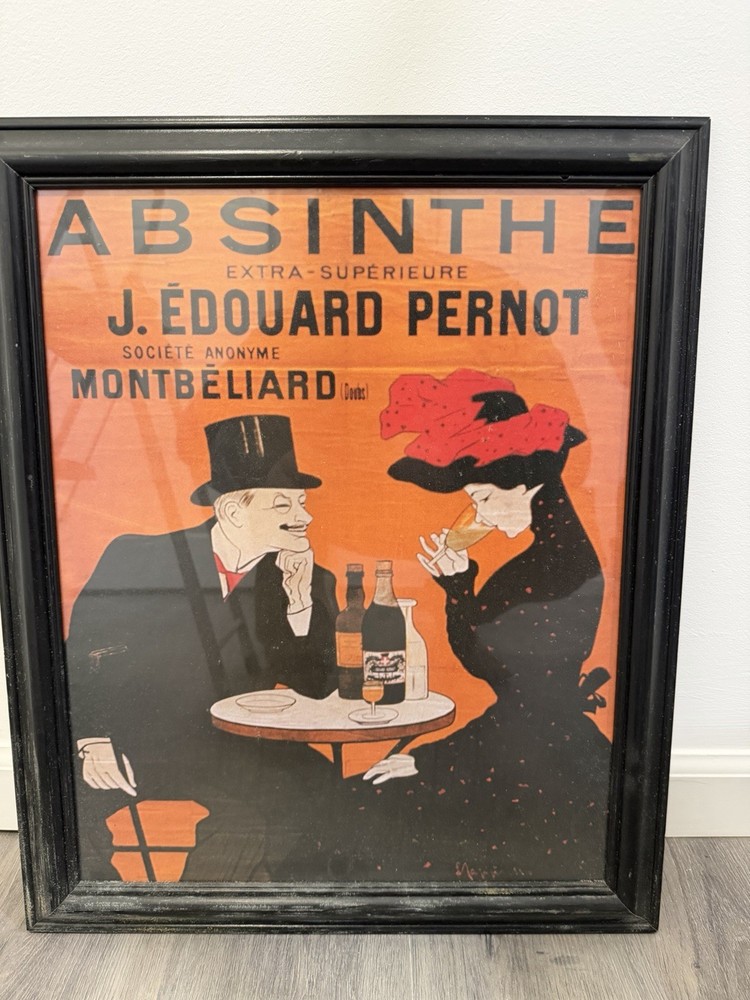 ABSINTHE
EXTRA-SUPÉRIEURE
J. ÉDOUARD PERNOT
SOCIÉTÉ ANONYME
MONTBÉLIARD (Doubs)